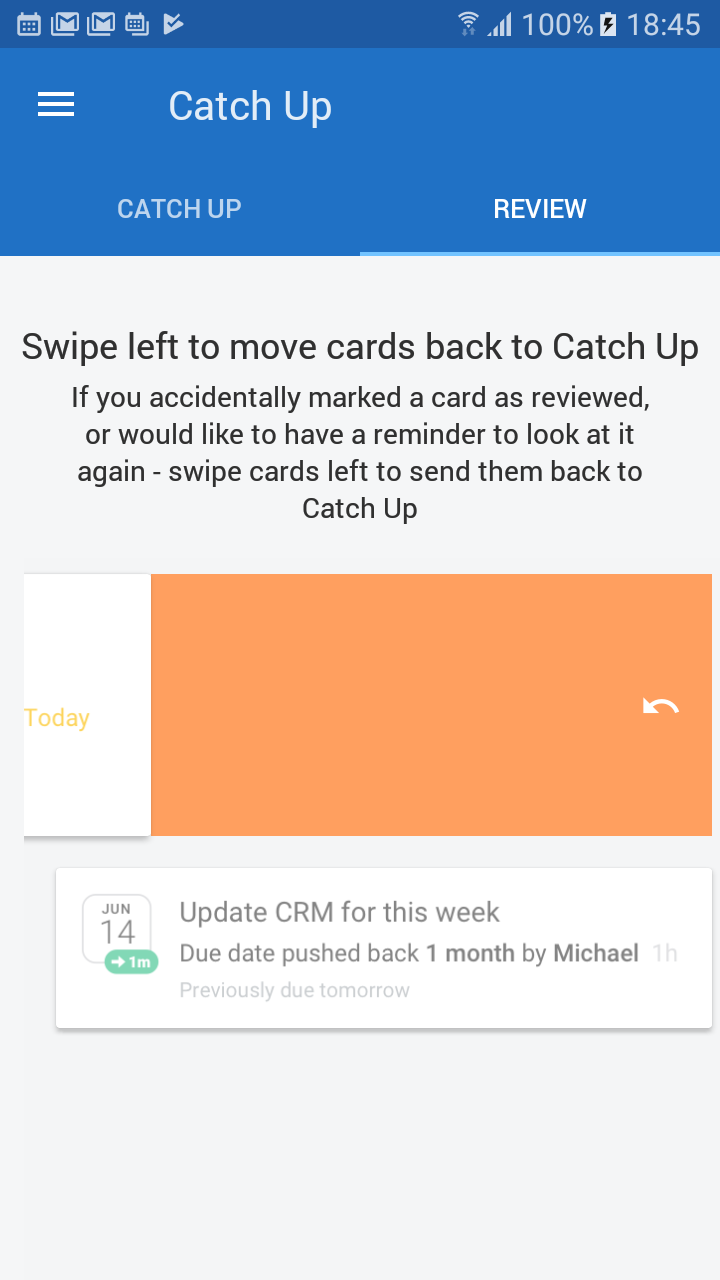 100% 18:45
Catch Up
CATCH UP REVIEW
Swipe left to move cards back to Catch Up
If you accidentally marked a card as reviewed,
or would like to have a reminder to look at it
again - swipe cards left to send them back to
Catch Up
Today
JUN
14
1m
Update CRM for this week
Due date pushed back 1 month by Michael 1h
Previously due tomorrow